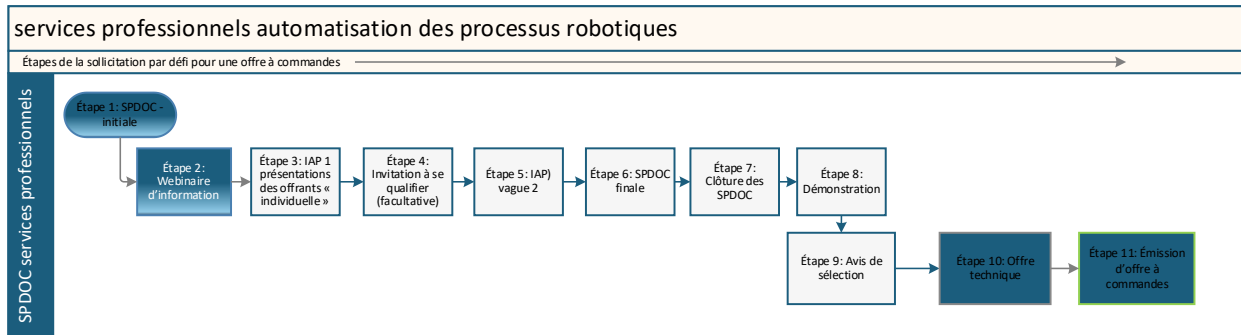 services professionnels automatisation des processus robotiques
Étapes de la sollicitation par défi pour une offre à commandes
SPDOC services professionnels
Étape 1: SPDOC -
initiale
Étape 2:
Webinaire
d'information
Étape 3: IAP 1
présentations
des offrants «
individuelle »
Étape 4:
Invitation à se
qualifier
(facultative)
Étape 5: IAP)
vague 2
Étape 6: SPDOC
finale
Étape 7:
Clôture des
SPDOC
Étape 8:
Démonstration
Étape 9: Avis de
sélection
Étape 10: Offre
technique
Étape 11: Émission
d'offre à
commandes